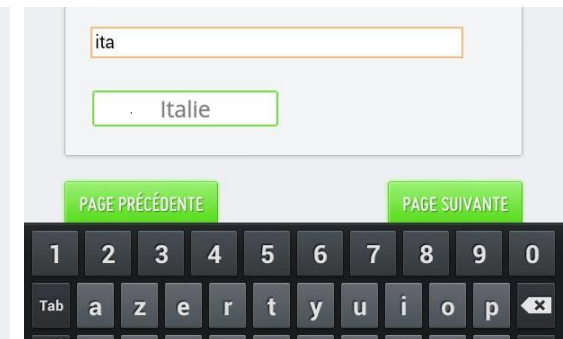 ita
Italie
PAGE PRÉCÉDENTE PAGE SUIVANTE
1 2 3 4 5 6 7 8 9 0
Tab a z e r t y u i o p